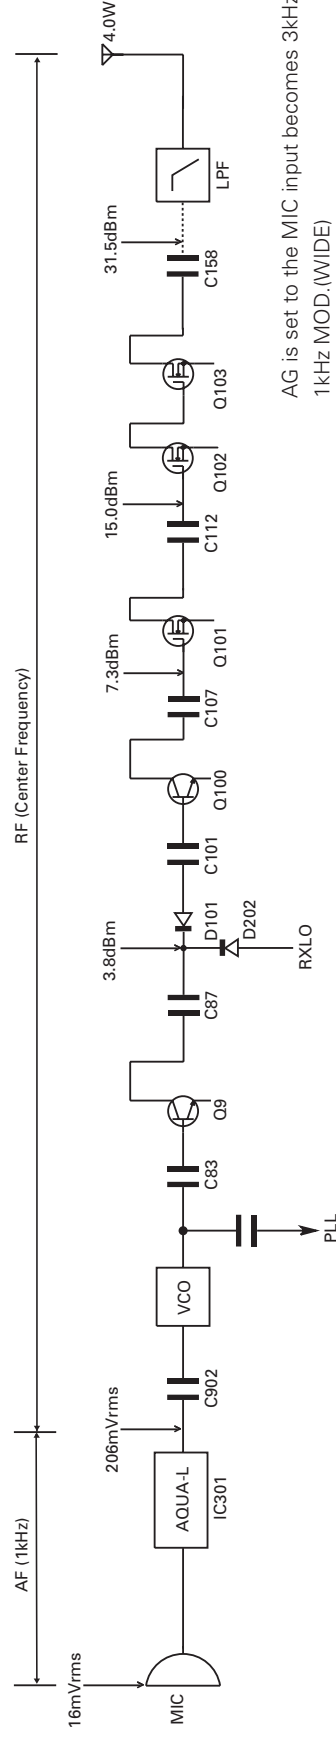 AF (1kHz)
RF (Center Frequency)
16mVrms
206mVrms
3.8dBm
7.3dBm
15.0dBm
31.5dBm
4.0W
MIC
AQUA-L
IC301
C902
VCO
PLL
C83
Q9
C87
D101
D202
RXLO
C101
Q100
C107
Q101
C112
Q102
Q103
C158
LPF
AG is set to the MIC input becomes 3kHz
1kHz MOD.(WIDE)